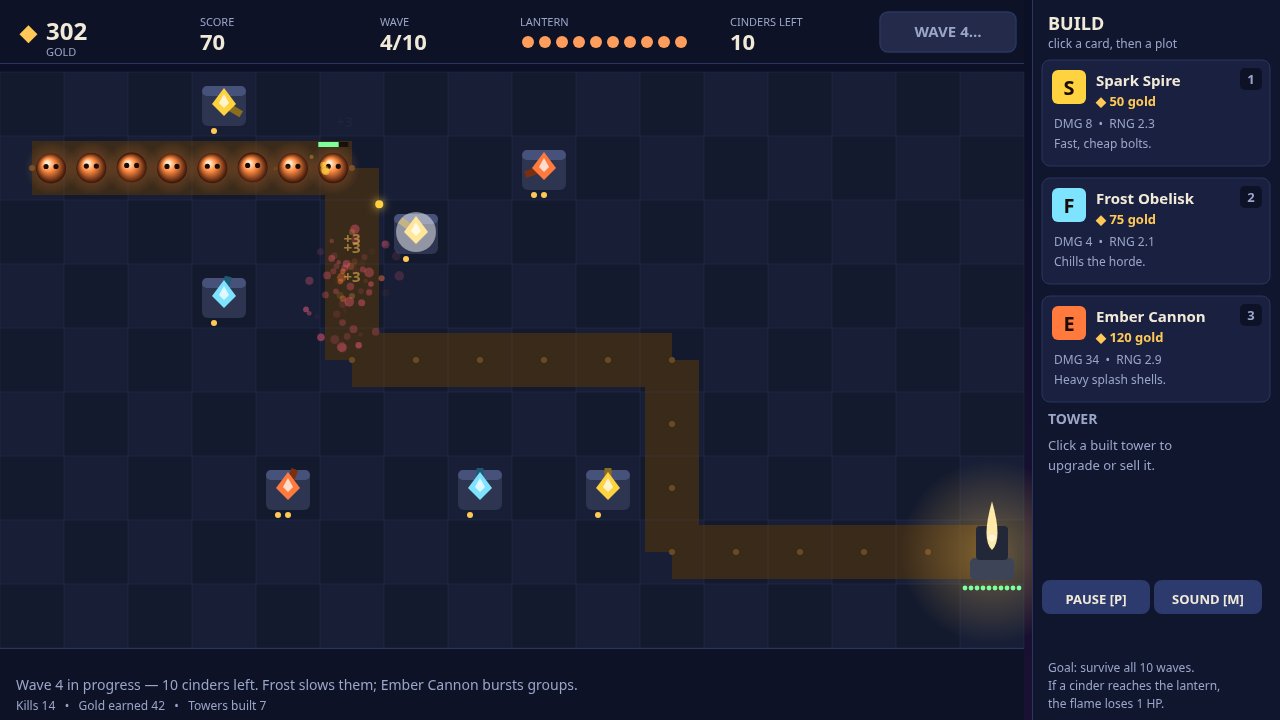 302
GOLD
SCORE
70
WAVE
4/10
LANTERN
CINDERS LEFT
10
WAVE 4...
+3
+3
+3
+3
BUILD
click a card, then a plot
S
Spark Spire
1
50 gold
DMG 8 • RNG 2.3
Fast, cheap bolts.
F
Frost Obelisk
2
75 gold
DMG 4 • RNG 2.1
Chills the horde.
E
Ember Cannon
3
120 gold
DMG 34 • RNG 2.9
Heavy splash shells.
TOWER
Click a built tower to
upgrade or sell it.
PAUSE [P]
SOUND [M]
Goal: survive all 10 waves.
If a cinder reaches the lantern,
the flame loses 1 HP.
Wave 4 in progress — 10 cinders left. Frost slows them; Ember Cannon bursts groups.
Kills 14 • Gold earned 42 • Towers built 7